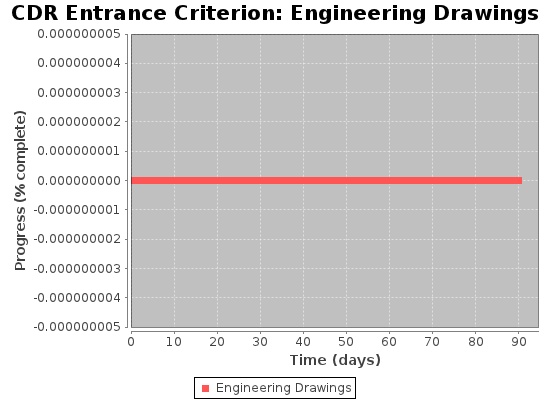 CDR Entrance Criterion: Engineering Drawings
Progress (% complete)
0.000000005
0.000000004
0.000000003
0.000000002
0.000000001
0.000000000
-0.000000001
-0.000000002
-0.000000003
-0.000000004
-0.000000005
0 10 20 30 40 50 60 70 80 90
Time (days)
Engineering Drawings